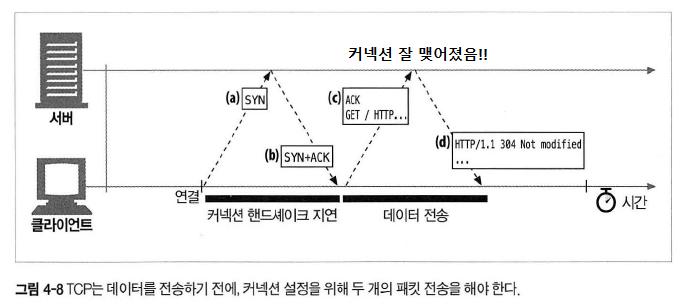 커넥션 잘 맺어졌음!!
서버
(a) SYN
(b) SYN+ACK
(c) ACK
GET / HTTP...
(d) HTTP/1.1 304 Not modified
...
연결
커넥션 핸드셰이크 지연
데이터 전송
시간
클라이언트
그림 4-8 TCP는 데이터를 전송하기 전에, 커넥션 설정을 위해 두 개의 패킷 전송을 해야 한다.